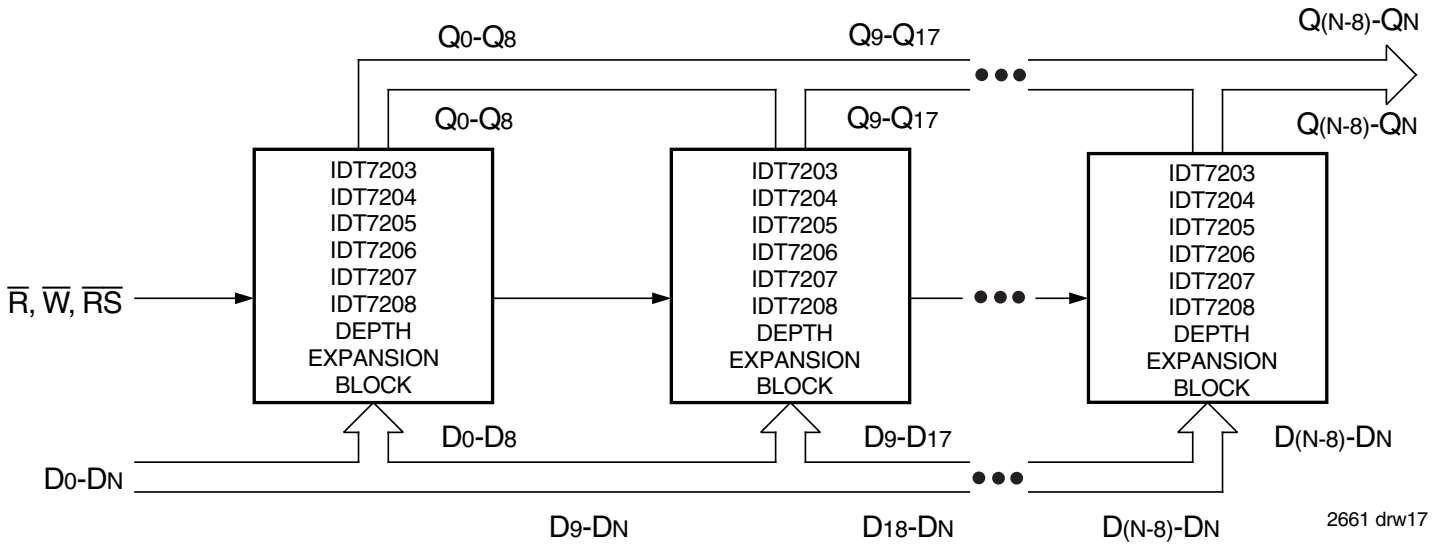 Q0-Q8
Q9-Q17
Q(N-8)-QN
Q0-Q8
Q9-Q17
Q(N-8)-QN
IDT7203
IDT7204
IDT7205
IDT7206
IDT7207
IDT7208
DEPTH
EXPANSION
BLOCK
IDT7203
IDT7204
IDT7205
IDT7206
IDT7207
IDT7208
DEPTH
EXPANSION
BLOCK
IDT7203
IDT7204
IDT7205
IDT7206
IDT7207
IDT7208
DEPTH
EXPANSION
BLOCK
R̅, W̅, R̅S̅
D0-D8
D9-D17
D(N-8)-DN
D0-DN
D9-DN
D18-DN
D(N-8)-DN
2661 drw17